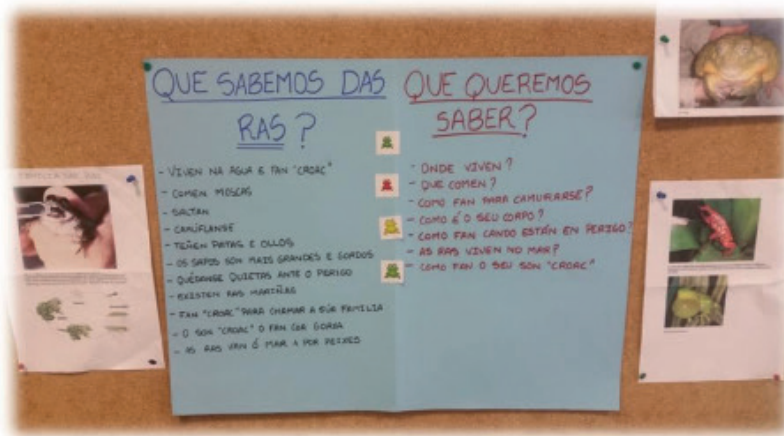 QUE SABEMOS DAS
RAS?
- VIVEN NA AGUA E FAN "CROAC"
- COMEN MOSCAS
- SALTAN
- CAMÚFLANSE
- TEÑEN PATAS E OLLOS
- OS SAPOS SON MAIS GRANDES E GORDOS
- QUÉDANSE QUIETAS ANTE O PERIGO
- EXISTEN RAS MARIÑAS
- FAN "CROAC" PARA CHAMAR A SÚA FAMILIA
- O SON "CROAC" O FAN COA GORXA
- AS RAS VAN Ó MAR A POR PEIXES
QUE QUEREMOS
SABER?
- ONDE VIVEN?
- QUE COMEN?
- COMO FAN PARA CAMUFLARSE?
- COMO É O SEU CORPO?
- COMO FAN CANDO ESTÁN EN PERIGO?
- AS RAS VIVEN NO MAR?
- COMO FAN O SEU SON "CROAC"